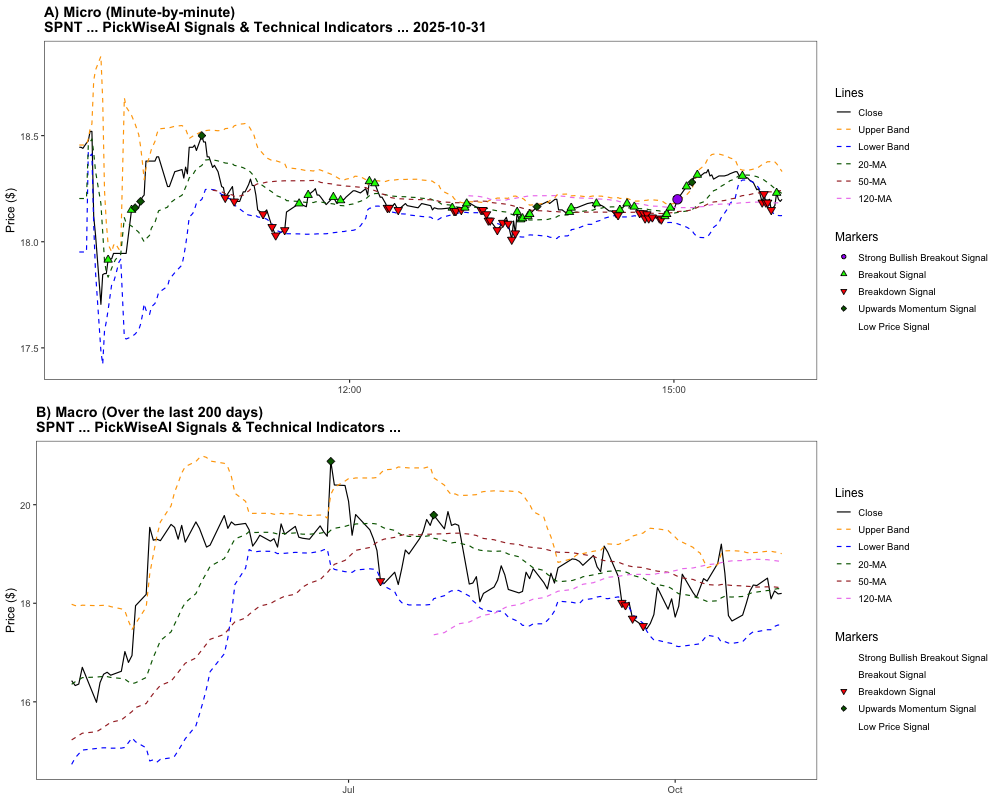 A) Micro (Minute-by-minute)
SPNT ... PickWiseAI Signals & Technical Indicators ... 2025-10-31
Price ($)
18.5
18.0
17.5
12:00
15:00
Lines
Close
Upper Band
Lower Band
20-MA
50-MA
120-MA
Markers
Strong Bullish Breakout Signal
Breakout Signal
Breakdown Signal
Upwards Momentum Signal
Low Price Signal
B) Macro (Over the last 200 days)
SPNT ... PickWiseAI Signals & Technical Indicators ...
Price ($)
20
18
16
Jul
Oct
Lines
Close
Upper Band
Lower Band
20-MA
50-MA
120-MA
Markers
Strong Bullish Breakout Signal
Breakout Signal
Breakdown Signal
Upwards Momentum Signal
Low Price Signal